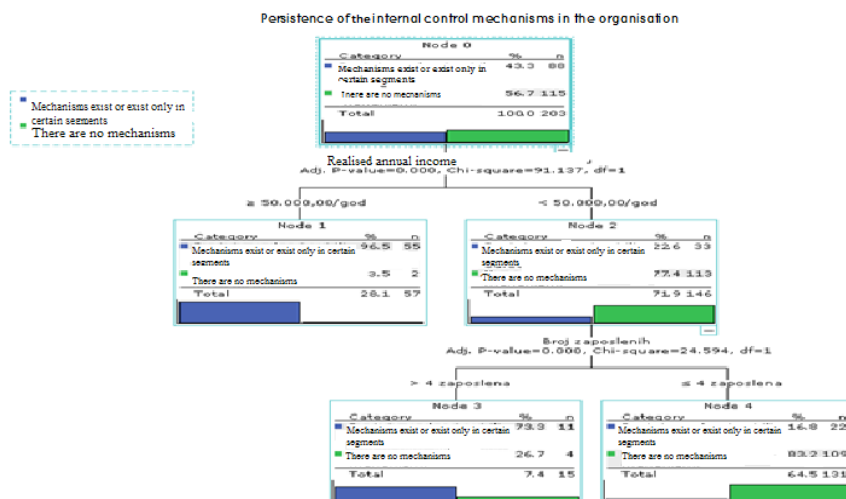 Persistence of the internal control mechanisms in the organisation
Mechanisms exist or exist only in
certain segments
There are no mechanisms
Node 0
Category % n
Mechanisms exist or exist only in 43.3 88
certain segments
There are no mechanisms 56.7 115
Total 100.0 203
Realised annual income
Adj. P-value=0.000, Chi-square=91.137, df=1
≥ 50.000,00/god
< 50.000,00/god
Node 1
Category % n
Mechanisms exist or exist only in certain 96.5 55
segments
There are no mechanisms 3.5 2
Total 28.1 57
Node 2
Category % n
Mechanisms exist or exist only in certain 22.6 33
segments
There are no mechanisms 77.4 113
Total 71.9 146
Broj zaposlenih
Adj. P-value=0.000, Chi-square=24.594, df=1
> 4 zaposlena
≤ 4 zaposlena
Node 3
Category % n
Mechanisms exist or exist only in certain 73.3 11
segments
There are no mechanisms 26.7 4
Total 7.4 15
Node 4
Category % n
Mechanisms exist or exist only in certain 16.8 22
segments
There are no mechanisms 83.2 109
Total 64.5 131